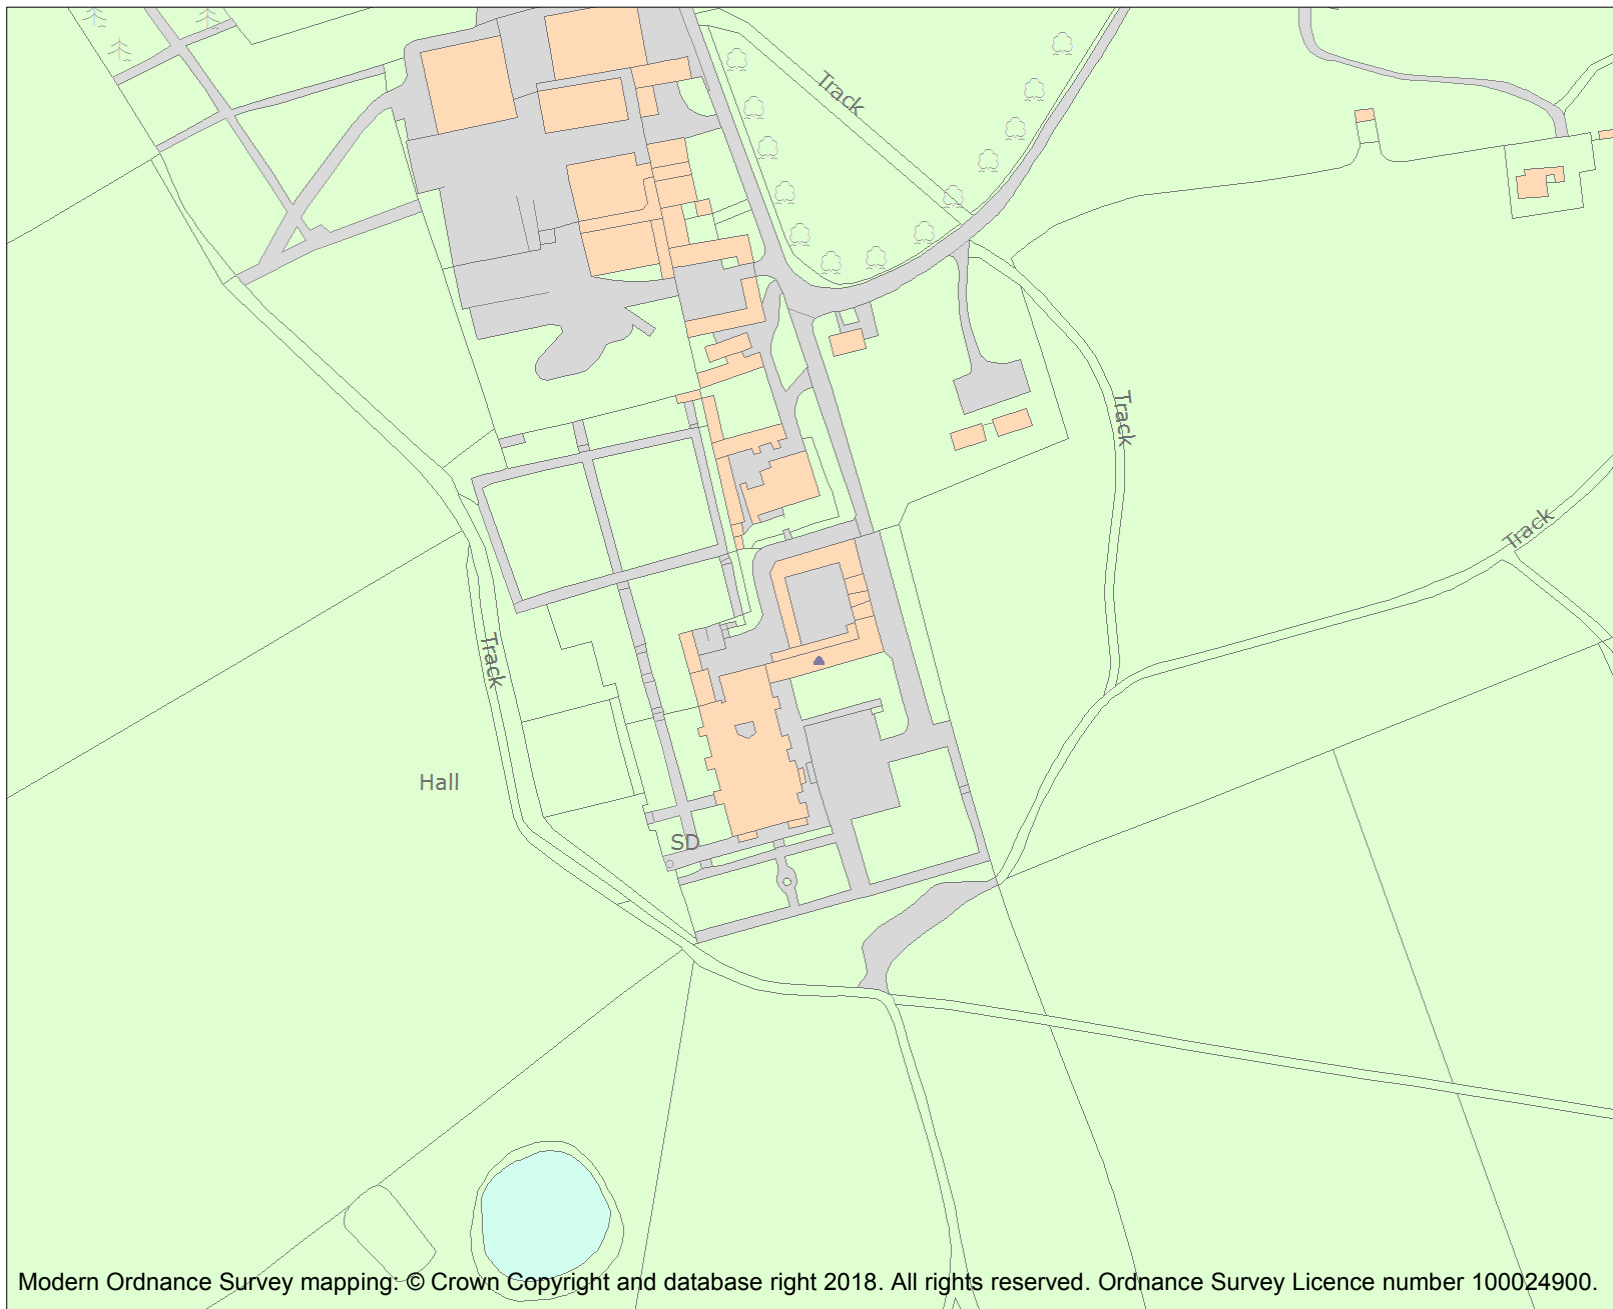 Track
Track
Track
Track
Hall
SD
Modern Ordnance Survey mapping: © Crown Copyright and database right 2018. All rights reserved. Ordnance Survey Licence number 100024900.